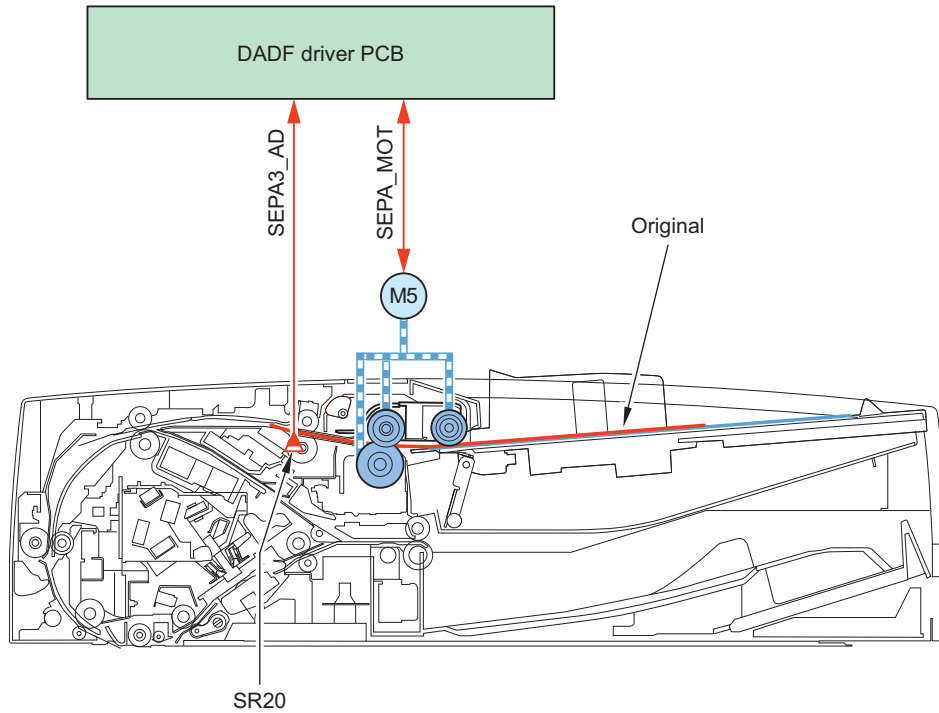 DADF driver PCB
SEPA3_AD
SEPA_MOT
Original
M5
SR20